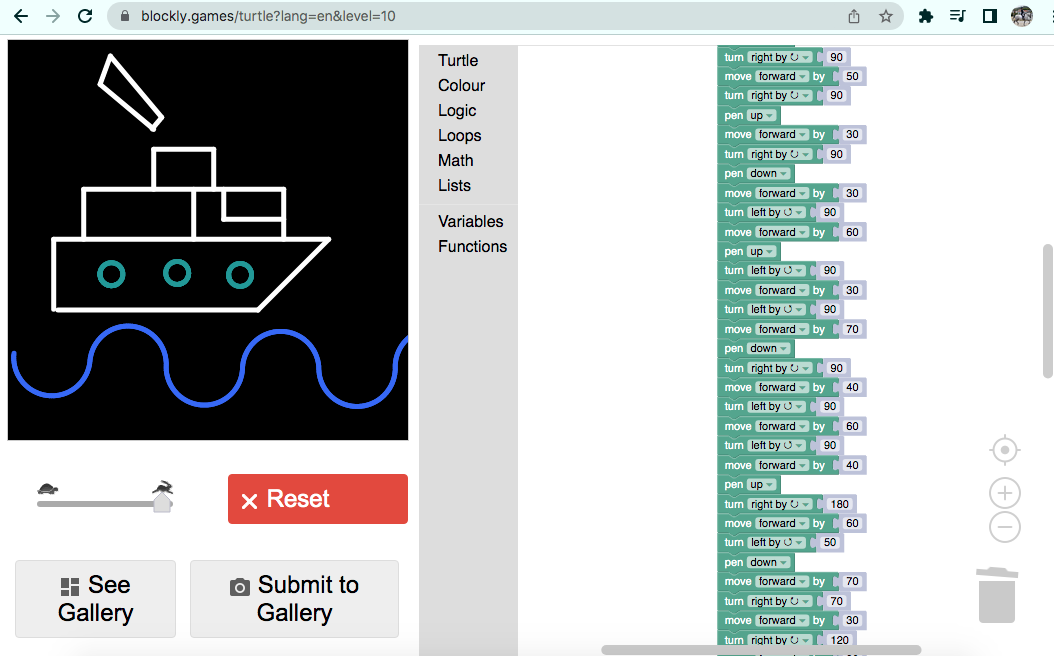 blockly.games/turtle?lang=en&level=10
Turtle
Colour
Logic
Loops
Math
Lists
Variables
Functions
turn right by ↻ 90
move forward by 50
turn right by ↻ 90
pen up
move forward by 30
turn right by ↻ 90
pen down
move forward by 30
turn left by ↺ 90
move forward by 60
pen up
turn left by ↺ 90
move forward by 30
turn left by ↺ 90
move forward by 70
pen down
turn right by ↻ 90
move forward by 40
turn left by ↺ 90
move forward by 60
turn left by ↺ 90
move forward by 40
pen up
turn right by ↻ 180
move forward by 60
turn left by ↺ 50
pen down
move forward by 70
turn right by ↻ 70
move forward by 30
turn right by ↻ 120
Reset
See
Gallery
Submit to
Gallery